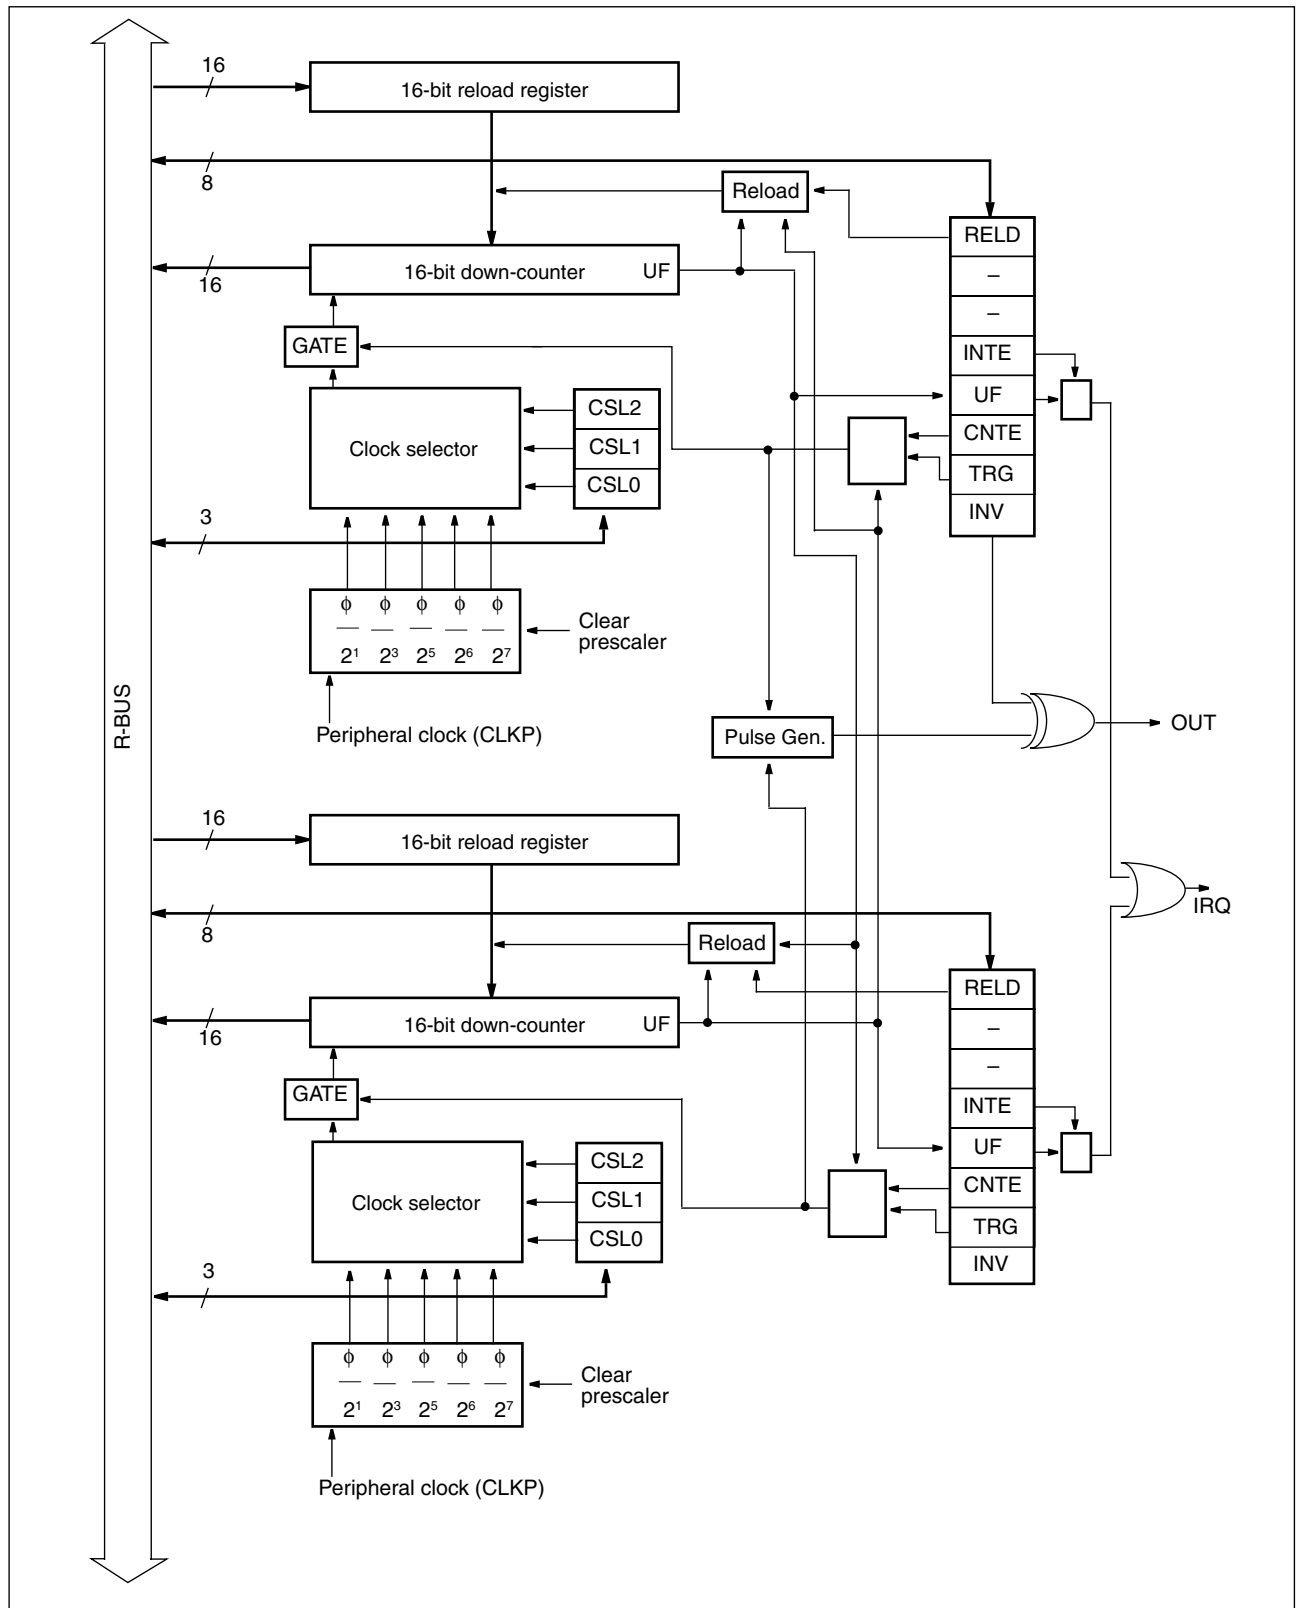 16
16-bit reload register
8
Reload
RELD
16-bit down-counter UF
16
–
–
GATE
INTE
UF
CSL2
CNTE
Clock selector
CSL1
TRG
CSL0
INV
3
ϕ ϕ ϕ ϕ ϕ
2¹ 2³ 2⁵ 2⁶ 2⁷
Clear
prescaler
R-BUS
Peripheral clock (CLKP)
Pulse Gen.
OUT
16
16-bit reload register
IRQ
8
Reload
RELD
16-bit down-counter UF
16
–
–
GATE
INTE
UF
CSL2
CNTE
Clock selector
CSL1
TRG
CSL0
INV
3
ϕ ϕ ϕ ϕ ϕ
2¹ 2³ 2⁵ 2⁶ 2⁷
Clear
prescaler
Peripheral clock (CLKP)